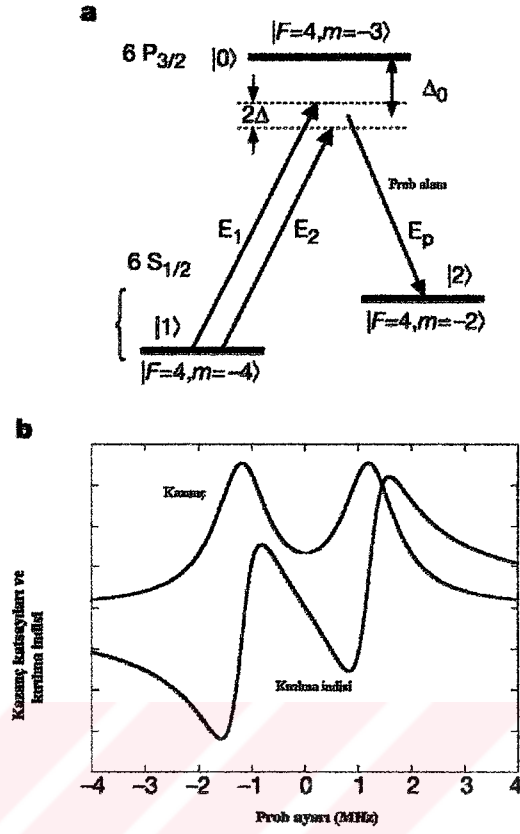 a
|F=4,m=−3⟩
6 P3/2 |0⟩
2Δ
Δ0
Prob alanı
E1 E2 Ep
6 S1/2
|1⟩ |2⟩
|F=4,m=−4⟩ |F=4,m=−2⟩
b
Kazanç
Kazanç katsayıları ve
kırılma indisi
Kırılma indisi
−4 −3 −2 −1 0 1 2 3 4
Prob ayarı (MHz)